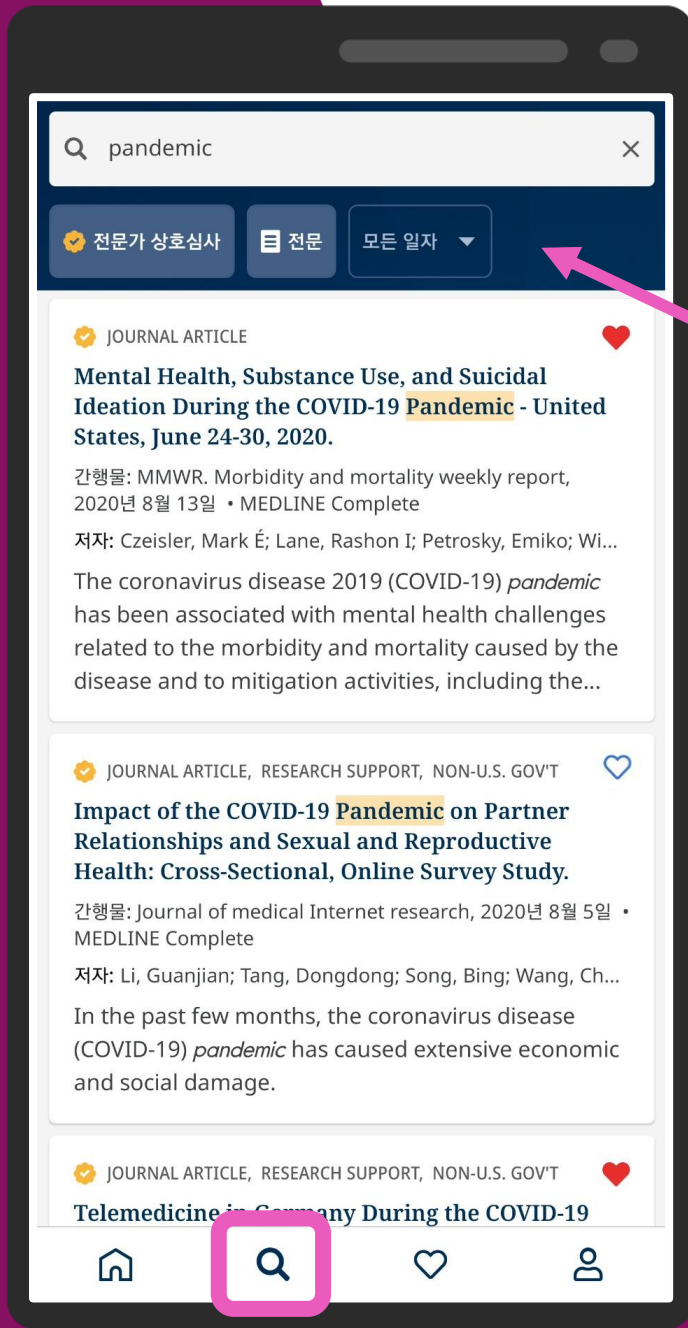 pandemic
전문가 상호심사 전문 모든 일자
JOURNAL ARTICLE
Mental Health, Substance Use, and Suicidal
Ideation During the COVID-19 Pandemic - United
States, June 24-30, 2020.
간행물: MMWR. Morbidity and mortality weekly report,
2020년 8월 13일 • MEDLINE Complete
저자: Czeisler, Mark É; Lane, Rashon I; Petrosky, Emiko; Wi...
The coronavirus disease 2019 (COVID-19) pandemic
has been associated with mental health challenges
related to the morbidity and mortality caused by the
disease and to mitigation activities, including the...
JOURNAL ARTICLE, RESEARCH SUPPORT, NON-U.S. GOV'T
Impact of the COVID-19 Pandemic on Partner
Relationships and Sexual and Reproductive
Health: Cross-Sectional, Online Survey Study.
간행물: Journal of medical Internet research, 2020년 8월 5일 •
MEDLINE Complete
저자: Li, Guanjian; Tang, Dongdong; Song, Bing; Wang, Ch...
In the past few months, the coronavirus disease
(COVID-19) pandemic has caused extensive economic
and social damage.
JOURNAL ARTICLE, RESEARCH SUPPORT, NON-U.S. GOV'T
Telemedicine in Germany During the COVID-19